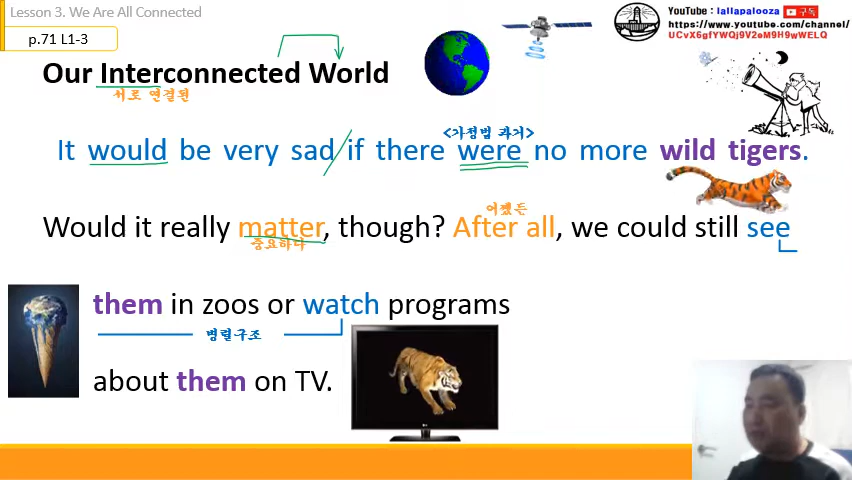 Lesson 3. We Are All Connected
p.71 L1-3
YouTube : lallapalooza 구독
https://www.youtube.com/channel/
UCvX6gfYWQj9V2eM9H9wWELQ
Our Interconnected World
서로 연결된
<가정법 과거>
It would be very sad if there were no more wild tigers.
어쨌든
Would it really matter, though? After all, we could still see
중요하다
them in zoos or watch programs
병렬구조
about them on TV.